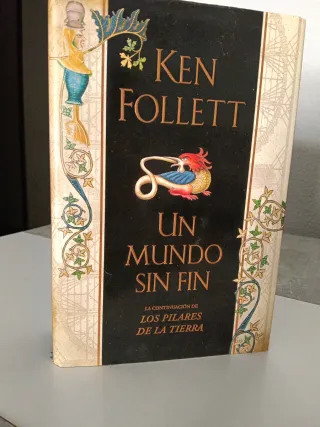 KEN
FOLLETT
UN
MUNDO
SIN FIN
LA CONTINUACIÓN DE
LOS PILARES
DE LA TIERRA